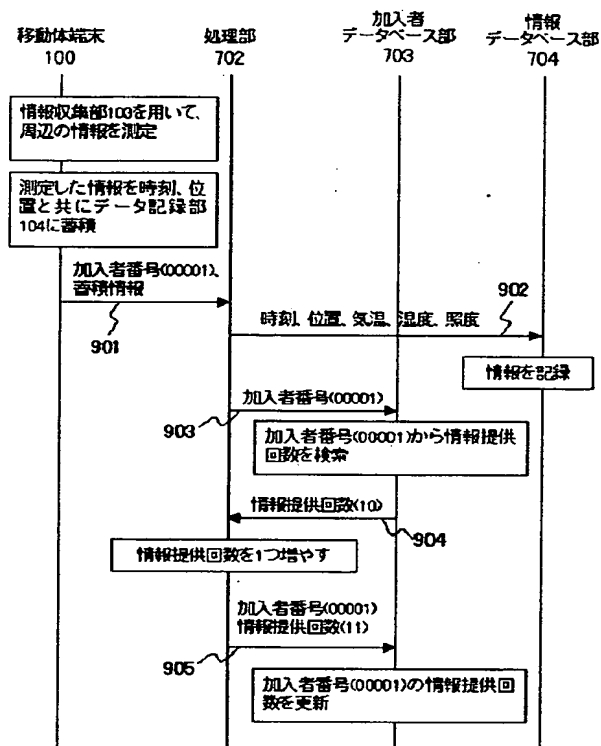 移動体端末
100
処理部
702
加入者
データベース部
703
情報
データベース部
704
情報収集部103を用いて、
周辺の情報を測定
測定した情報を時刻、位
置と共にデータ記録部
104に蓄積
加入者番号(00001)、
蓄積情報
901
902
時刻、位置、気温、湿度、照度
情報を記録
加入者番号(00001)
903
加入者番号(00001)から情報提供
回数を検索
情報提供回数(10)
904
情報提供回数を1つ増やす
加入者番号(00001)
情報提供回数(11)
905
加入者番号(00001)の情報提供回
数を更新